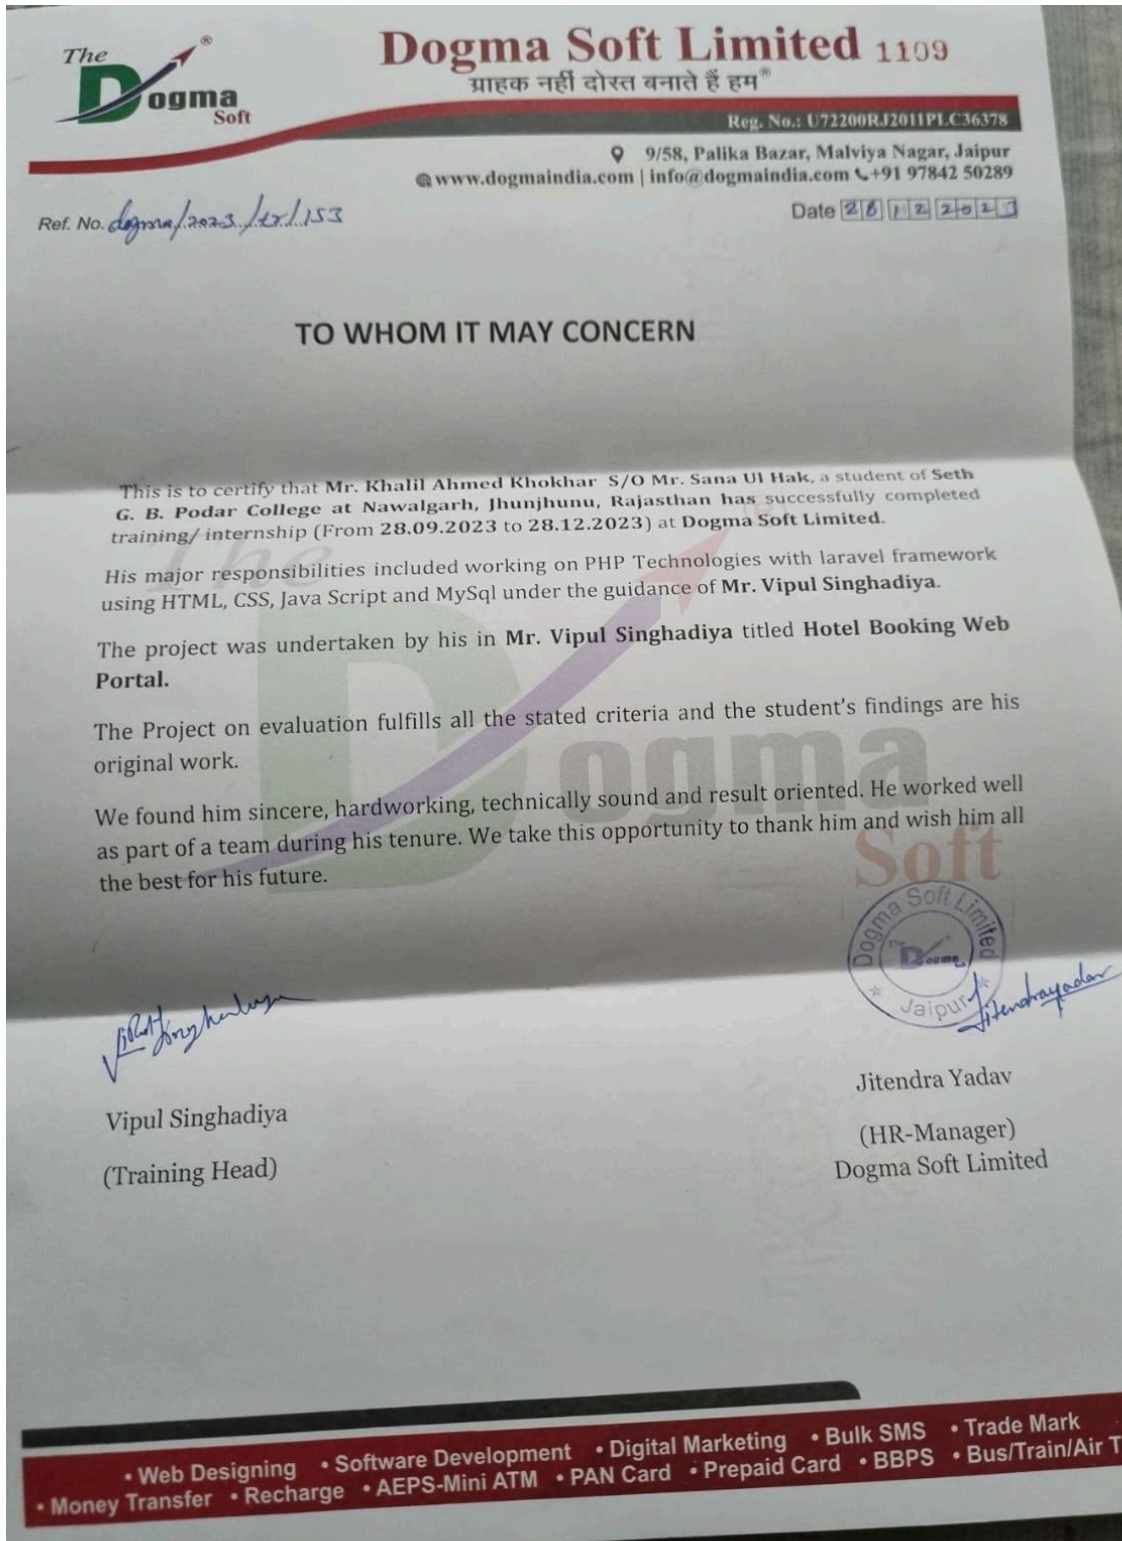 The
Dogma
Soft
®
Dogma Soft Limited 1109
ग्राहक नहीं दोस्त बनाते हैं हम®
Reg. No.: U72200RJ2011PLC36378
9/58, Palika Bazar, Malviya Nagar, Jaipur
www.dogmaindia.com | info@dogmaindia.com +91 97842 50289
Ref. No. dogma/2023/tr/153
Date 28 12 2023
TO WHOM IT MAY CONCERN
This is to certify that Mr. Khalil Ahmed Khokhar S/O Mr. Sana Ul Hak, a student of Seth
G. B. Podar College at Nawalgarh, Jhunjhunu, Rajasthan has successfully completed
training/ internship (From 28.09.2023 to 28.12.2023) at Dogma Soft Limited.
His major responsibilities included working on PHP Technologies with laravel framework
using HTML, CSS, Java Script and MySql under the guidance of Mr. Vipul Singhadiya.
The project was undertaken by his in Mr. Vipul Singhadiya titled Hotel Booking Web
Portal.
The Project on evaluation fulfills all the stated criteria and the student's findings are his
original work.
We found him sincere, hardworking, technically sound and result oriented. He worked well
as part of a team during his tenure. We take this opportunity to thank him and wish him all
the best for his future.
The Dogma Soft ®
Dogma Soft Limited
The Dogma
Jaipur
Jitendrayadav
Vipul Singhadiya
(Training Head)
Jitendra Yadav
(HR-Manager)
Dogma Soft Limited
• Web Designing • Software Development • Digital Marketing • Bulk SMS • Trade Mark
• Money Transfer • Recharge • AEPS-Mini ATM • PAN Card • Prepaid Card • BBPS • Bus/Train/Air T